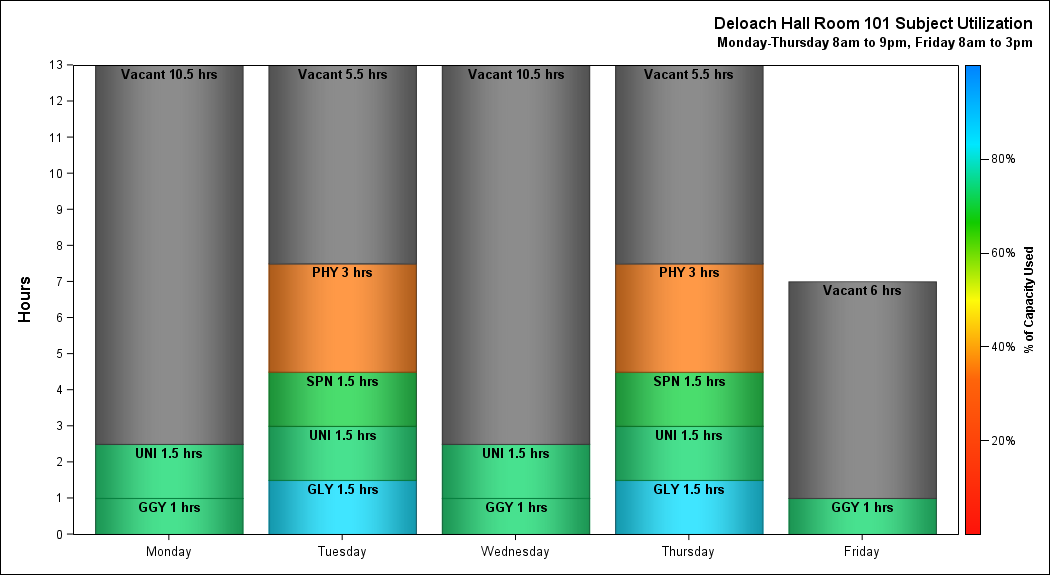 Deloach Hall Room 101 Subject Utilization
Monday-Thursday 8am to 9pm, Friday 8am to 3pm
Hours
13
12
11
10
9
8
7
6
5
4
3
2
1
0
Vacant 10.5 hrs
UNI 1.5 hrs
GGY 1 hrs
Vacant 5.5 hrs
PHY 3 hrs
SPN 1.5 hrs
UNI 1.5 hrs
GLY 1.5 hrs
Vacant 10.5 hrs
UNI 1.5 hrs
GGY 1 hrs
Vacant 5.5 hrs
PHY 3 hrs
SPN 1.5 hrs
UNI 1.5 hrs
GLY 1.5 hrs
Vacant 6 hrs
GGY 1 hrs
Monday
Tuesday
Wednesday
Thursday
Friday
80%
60%
40%
20%
% of Capacity Used